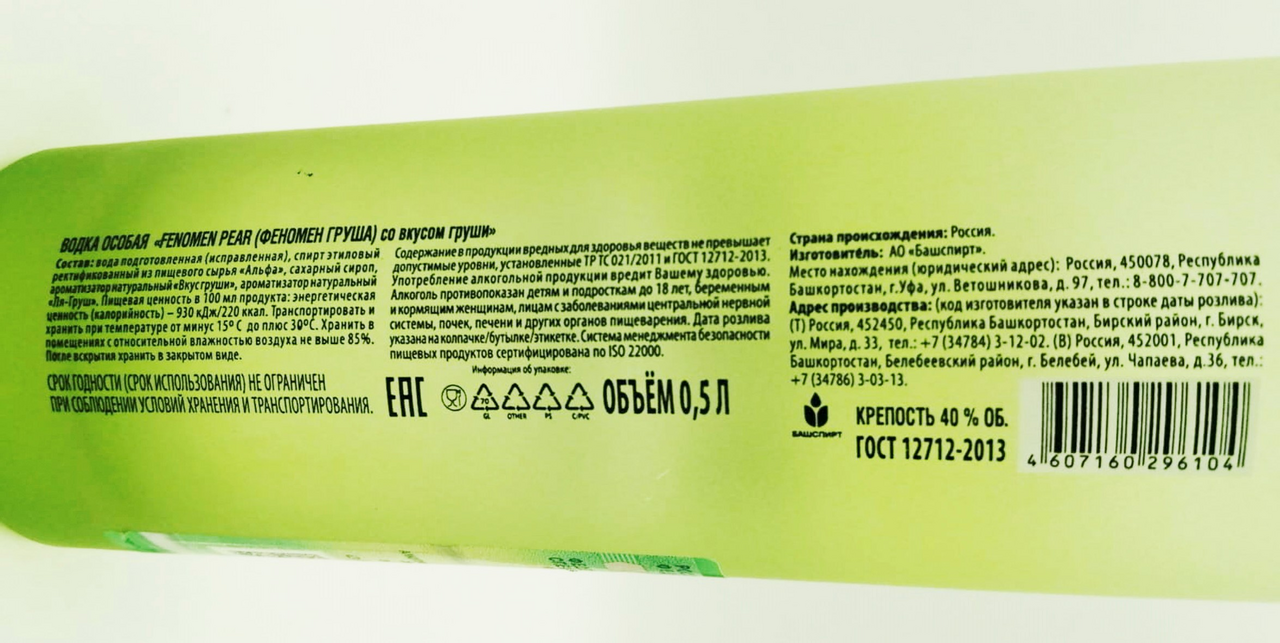 ВОДКА ОСОБАЯ «FENOMEN PEAR (ФЕНОМЕН ГРУША) со вкусом груши»
Состав: вода подготовленная (исправленная), спирт этиловый
ректификованный из пищевого сырья «Альфа», сахарный сироп,
ароматизатор натуральный «Вкус груши», ароматизатор натуральный
«Ля-Груш». Пищевая ценность в 100 мл продукта: энергетическая
ценность (калорийность) – 930 кДж/220 ккал. Транспортировать и
хранить при температуре от минус 15º С до плюс 30ºС. Хранить в
помещениях с относительной влажностью воздуха не выше 85%.
После вскрытия хранить в закрытом виде.
СРОК ГОДНОСТИ (СРОК ИСПОЛЬЗОВАНИЯ) НЕ ОГРАНИЧЕН
ПРИ СОБЛЮДЕНИИ УСЛОВИЙ ХРАНЕНИЯ И ТРАНСПОРТИРОВАНИЯ.
Содержание в продукции вредных для здоровья веществ не превышает
допустимые уровни, установленные ТР ТС 021/2011 и ГОСТ 12712-2013.
Употребление алкогольной продукции вредит Вашему здоровью.
Алкоголь противопоказан детям и подросткам до 18 лет, беременным
и кормящим женщинам, лицам с заболеваниями центральной нервной
системы, почек, печени и других органов пищеварения. Дата розлива
указана на колпачке/бутылке/этикетке. Система менеджмента безопасности
пищевых продуктов сертифицирована по ISO 22000.
Информация об упаковке:
EAC
70
GL OTHER PS C-PVC
ОБЪЁМ 0,5 Л
Страна происхождения: Россия.
Изготовитель: АО «Башспирт».
Место нахождения (юридический адрес): Россия, 450078, Республика
Башкортостан, г.Уфа, ул. Ветошникова, д. 97, тел.: 8-800-7-707-707.
Адрес производства: (код изготовителя указан в строке даты розлива):
(Т) Россия, 452450, Республика Башкортостан, Бирский район, г. Бирск,
ул. Мира, д. 33, тел.: +7 (34784) 3-12-02. (В) Россия, 452001, Республика
Башкортостан, Белебеевский район, г. Белебей, ул. Чапаева, д.36, тел.:
+7 (34786) 3-03-13.
БАШСПИРТ
КРЕПОСТЬ 40 % ОБ.
ГОСТ 12712-2013
4 607160 296104